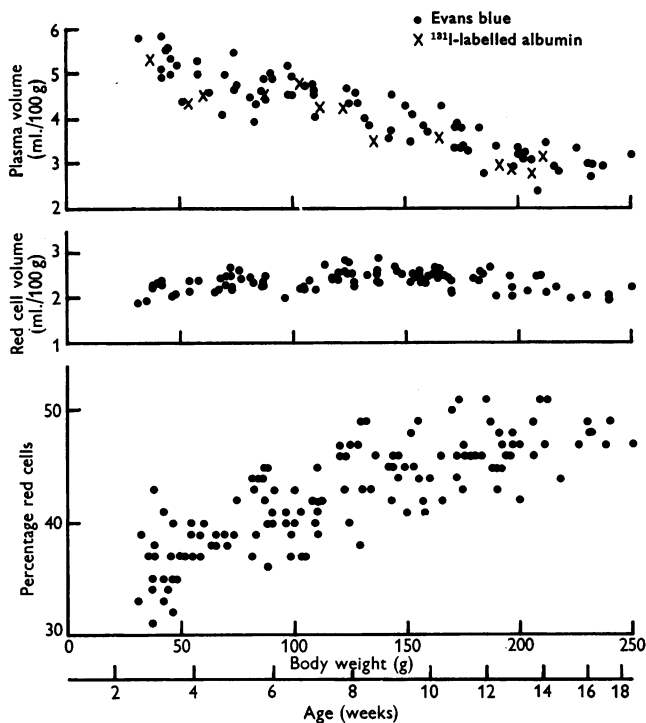 Evans blue
¹³¹I-labelled albumin
Plasma volume
(ml./100 g)
6
5
4
3
2
Red cell volume
(ml./100 g)
3
2
1
Percentage red cells
50
40
30
0
50
100
150
200
250
Body weight (g)
2
4
6
8
10
12
14
16
18
Age (weeks)